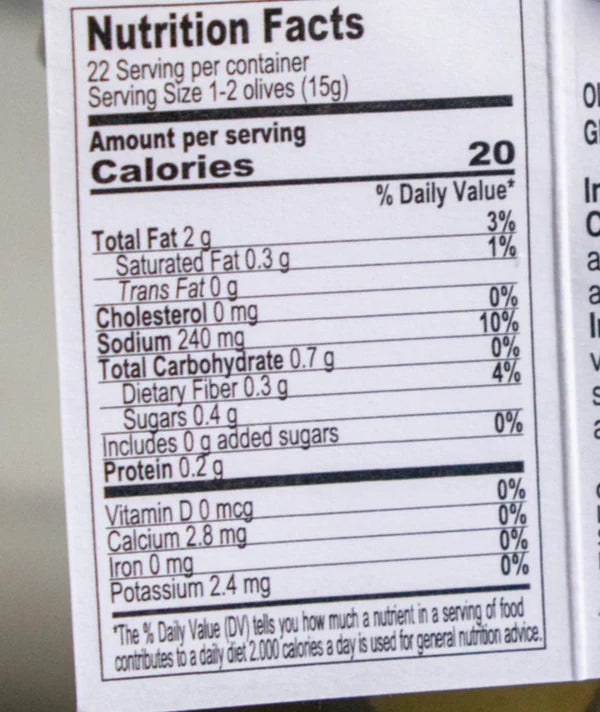 Nutrition Facts
22 Serving per container
Serving Size 1-2 olives (15g)
Amount per serving
Calories 20
% Daily Value*
Total Fat 2 g 3%
Saturated Fat 0.3 g 1%
Trans Fat 0 g
Cholesterol 0 mg 0%
Sodium 240 mg 10%
Total Carbohydrate 0.7 g 0%
Dietary Fiber 0.3 g 4%
Sugars 0.4 g
Includes 0 g added sugars 0%
Protein 0.2 g
Vitamin D 0 mcg 0%
Calcium 2.8 mg 0%
Iron 0 mg 0%
Potassium 2.4 mg 0%
*The % Daily Value (DV) tells you how much a nutrient in a serving of food
contributes to a daily diet 2.000 calories a day is used for general nutrition advice.